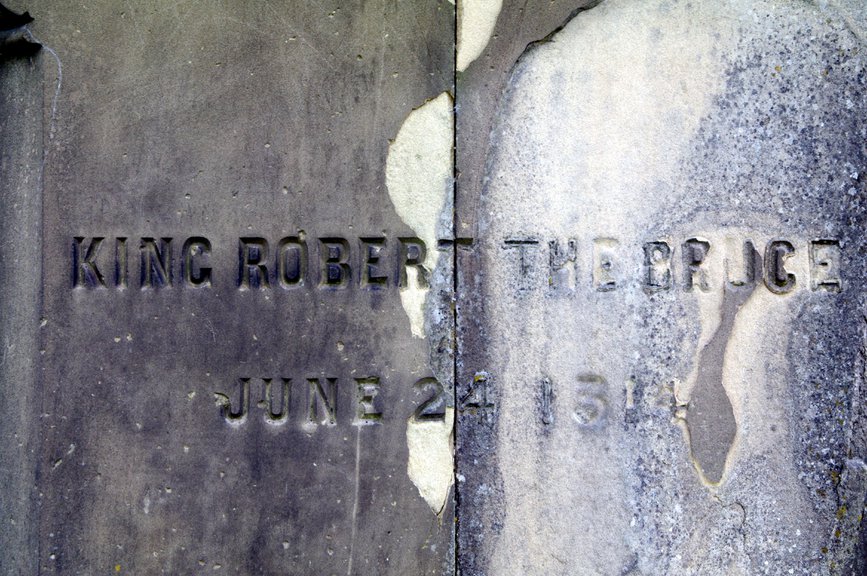 KING ROBERT THE BRUCE
JUNE 24 1314